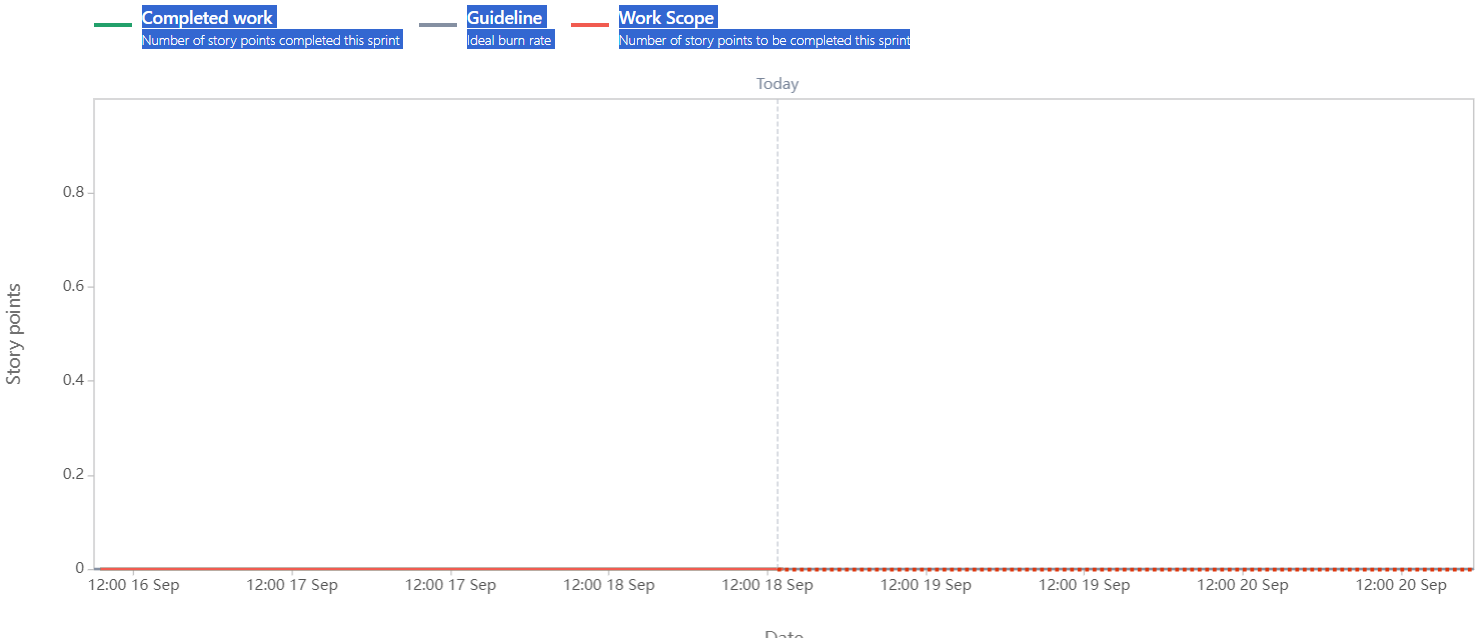 Completed work Guideline Work Scope
Number of story points completed this sprint Ideal burn rate Number of story points to be completed this sprint
Today
0.8
0.6
Story points
0.4
0.2
0
12:00 16 Sep 12:00 17 Sep 12:00 17 Sep 12:00 18 Sep 12:00 18 Sep 12:00 19 Sep 12:00 19 Sep 12:00 20 Sep 12:00 20 Sep
Date